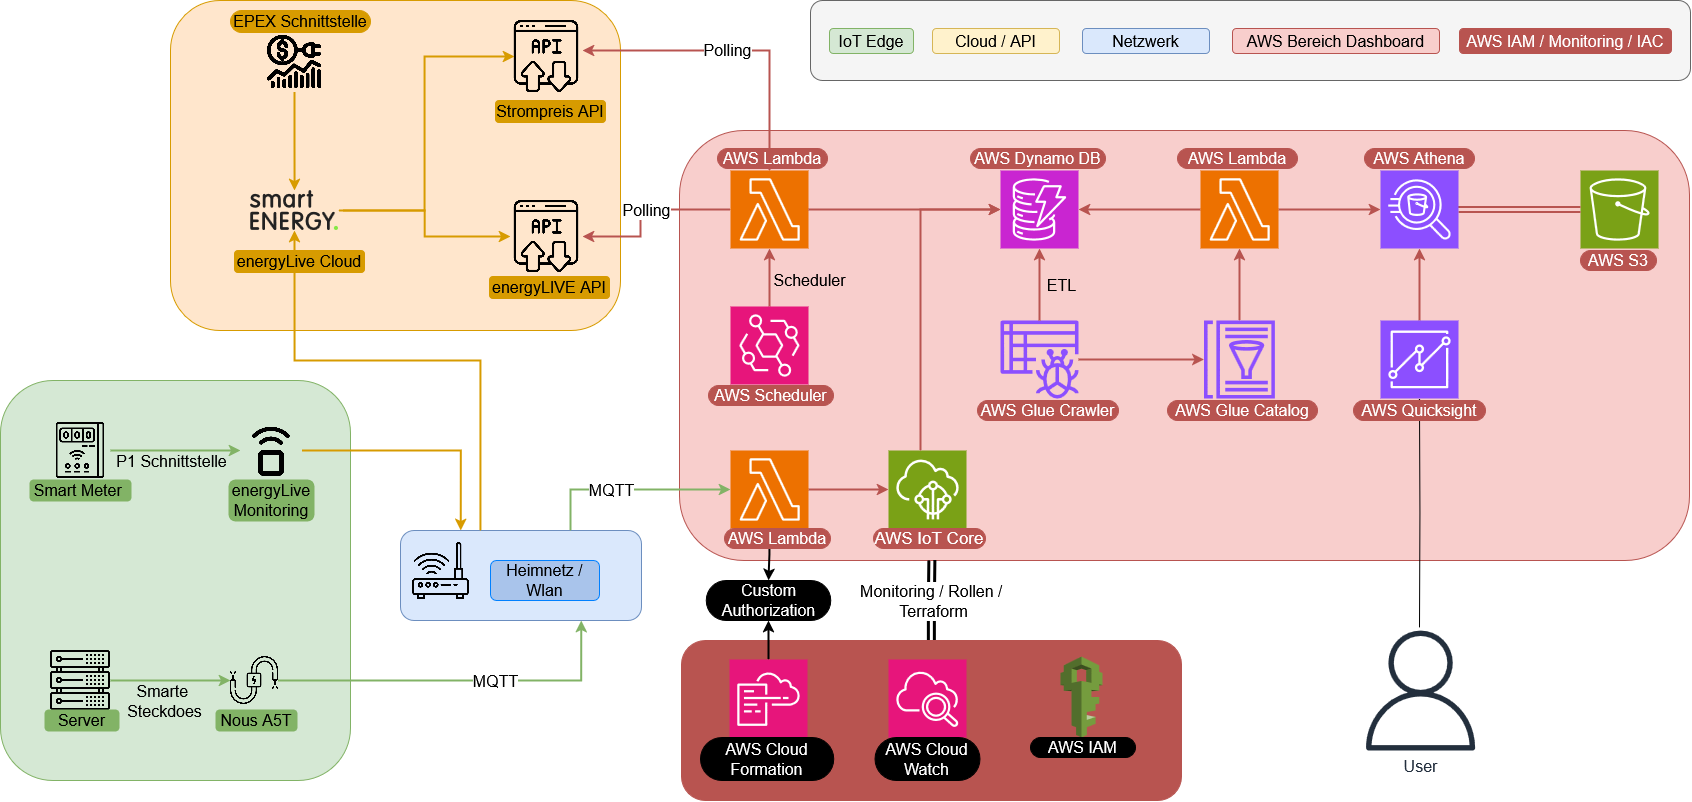 EPEX Schnittstelle
API
Strompreis API
smart
ENERGY.
energyLive Cloud
API
energyLIVE API
Polling
Polling
IoT Edge
Cloud / API
Netzwerk
AWS Bereich Dashboard
AWS IAM / Monitoring / IAC
AWS Lambda
AWS Dynamo DB
AWS Lambda
AWS Athena
AWS S3
Scheduler
ETL
AWS Scheduler
AWS Glue Crawler
AWS Glue Catalog
AWS Quicksight
Smart Meter
P1 Schnittstelle
energyLive
Monitoring
MQTT
AWS Lambda
AWS IoT Core
Heimnetz /
Wlan
Custom
Authorization
Monitoring / Rollen /
Terraform
Server
Smarte
Steckdoes
Nous A5T
MQTT
AWS Cloud
Formation
AWS Cloud
Watch
AWS IAM
User